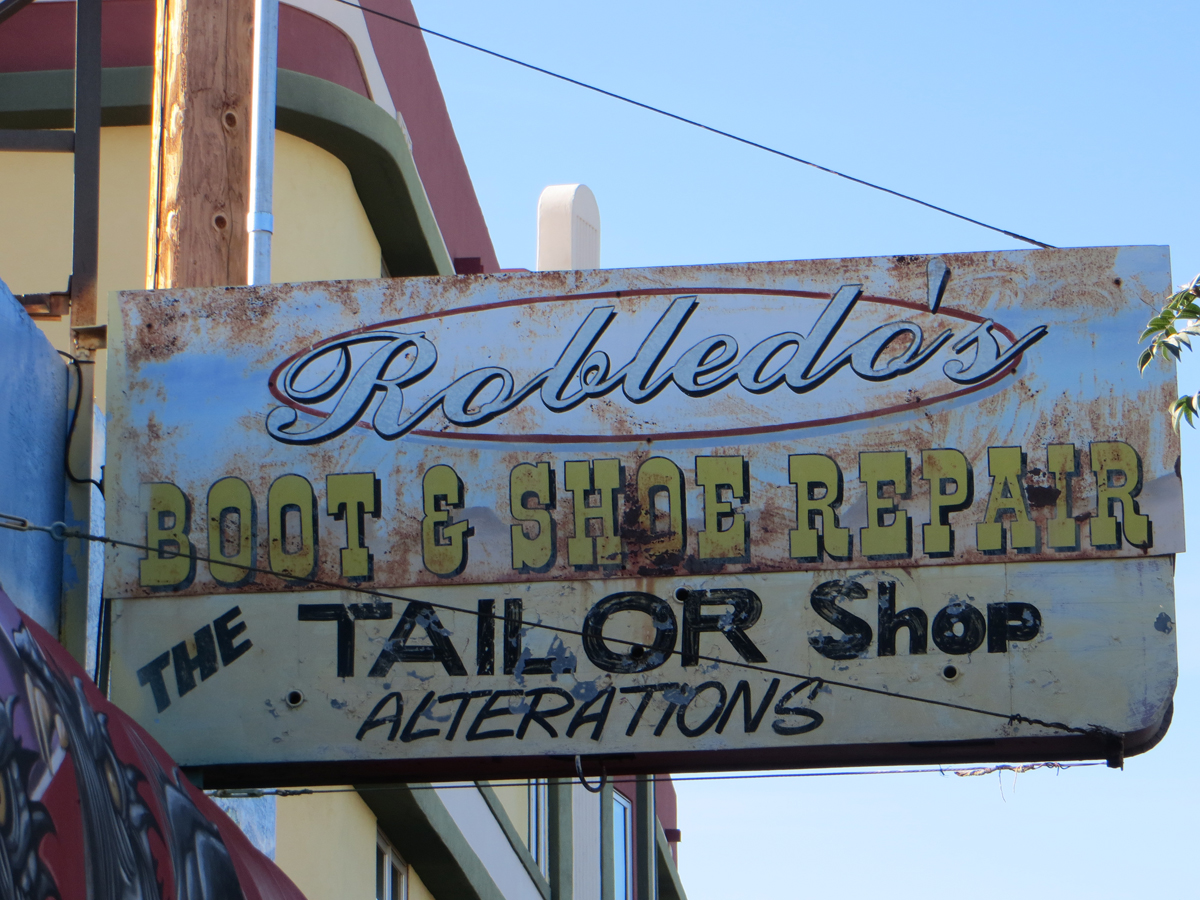 Robledo's
BOOT & SHOE REPAIR
THE TAILOR Shop
ALTERATIONS